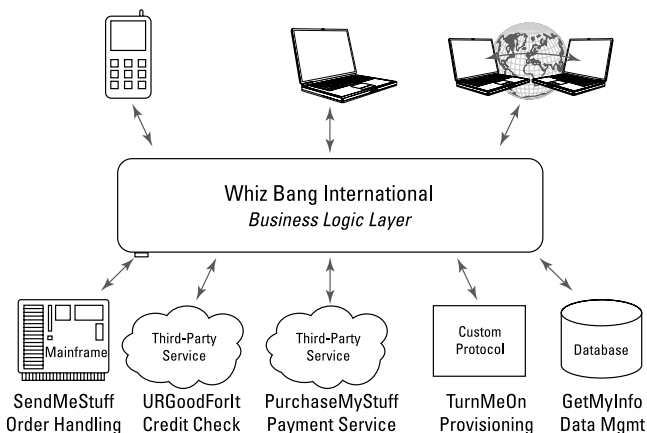 Whiz Bang International
Business Logic Layer
Mainframe
Third-Party
Service
Third-Party
Service
Custom
Protocol
Database
SendMeStuff
Order Handling
URGoodForIt
Credit Check
PurchaseMyStuff
Payment Service
TurnMeOn
Provisioning
GetMyInfo
Data Mgmt